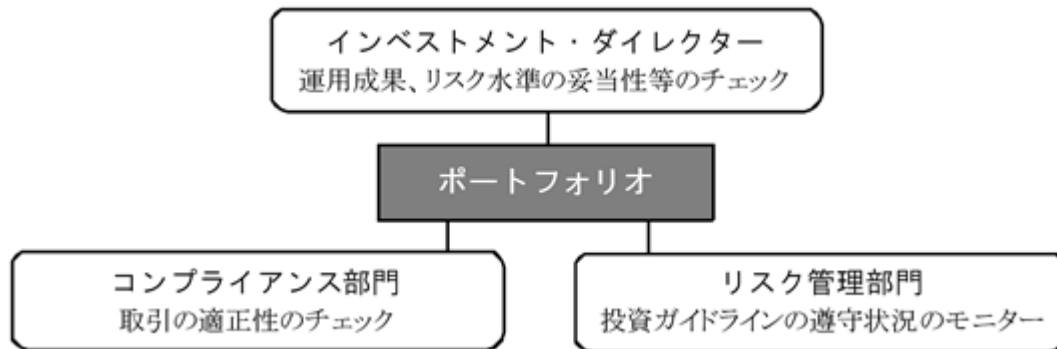 インベストメント・ダイレクター
運用成果、リスク水準の妥当性等のチェック
ポートフォリオ
コンプライアンス部門
取引の適正性のチェック
リスク管理部門
投資ガイドラインの遵守状況のモニター